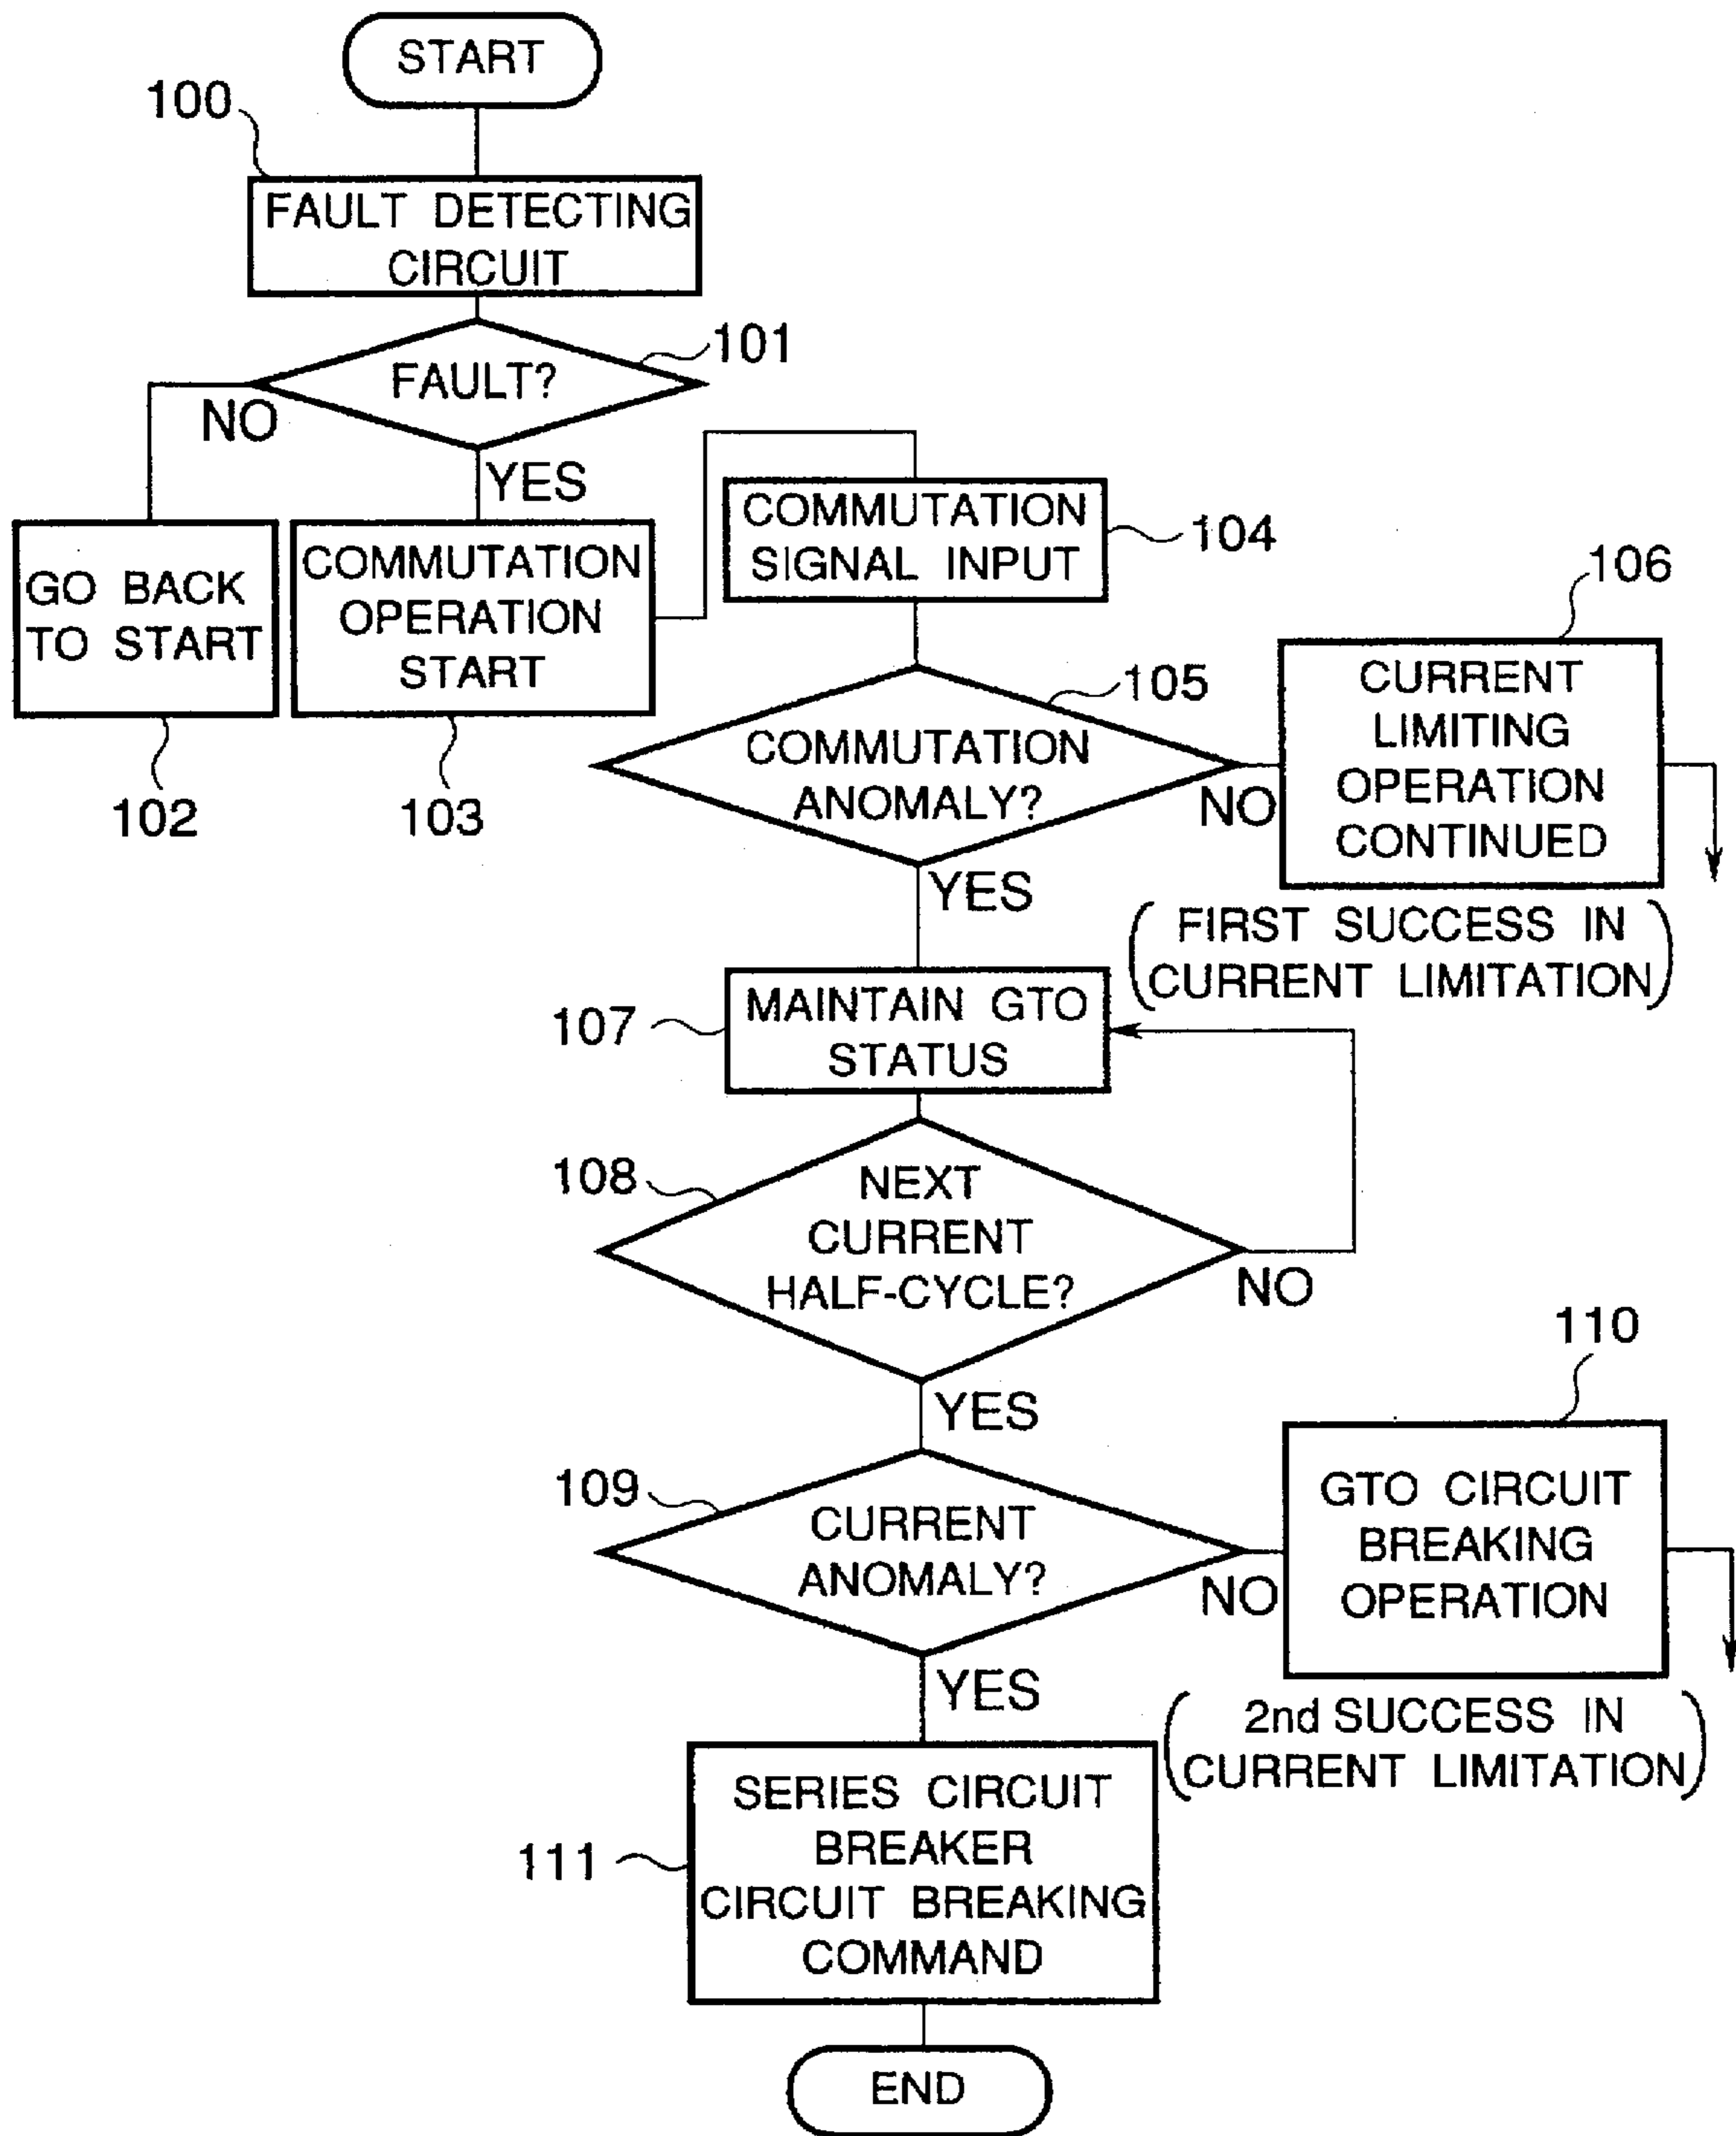 START
100
FAULT DETECTING
CIRCUIT
101
FAULT?
NO
YES
GO BACK
TO START
102
COMMUTATION
OPERATION
START
103
COMMUTATION
SIGNAL INPUT
104
105
COMMUTATION
ANOMALY?
NO
YES
106
CURRENT
LIMITING
OPERATION
CONTINUED
(FIRST SUCCESS IN
CURRENT LIMITATION)
107
MAINTAIN GTO
STATUS
108
NEXT
CURRENT
HALF-CYCLE?
NO
YES
109
CURRENT
ANOMALY?
NO
YES
110
GTO CIRCUIT
BREAKING
OPERATION
(2nd SUCCESS IN
CURRENT LIMITATION)
111
SERIES CIRCUIT
BREAKER
CIRCUIT BREAKING
COMMAND
END